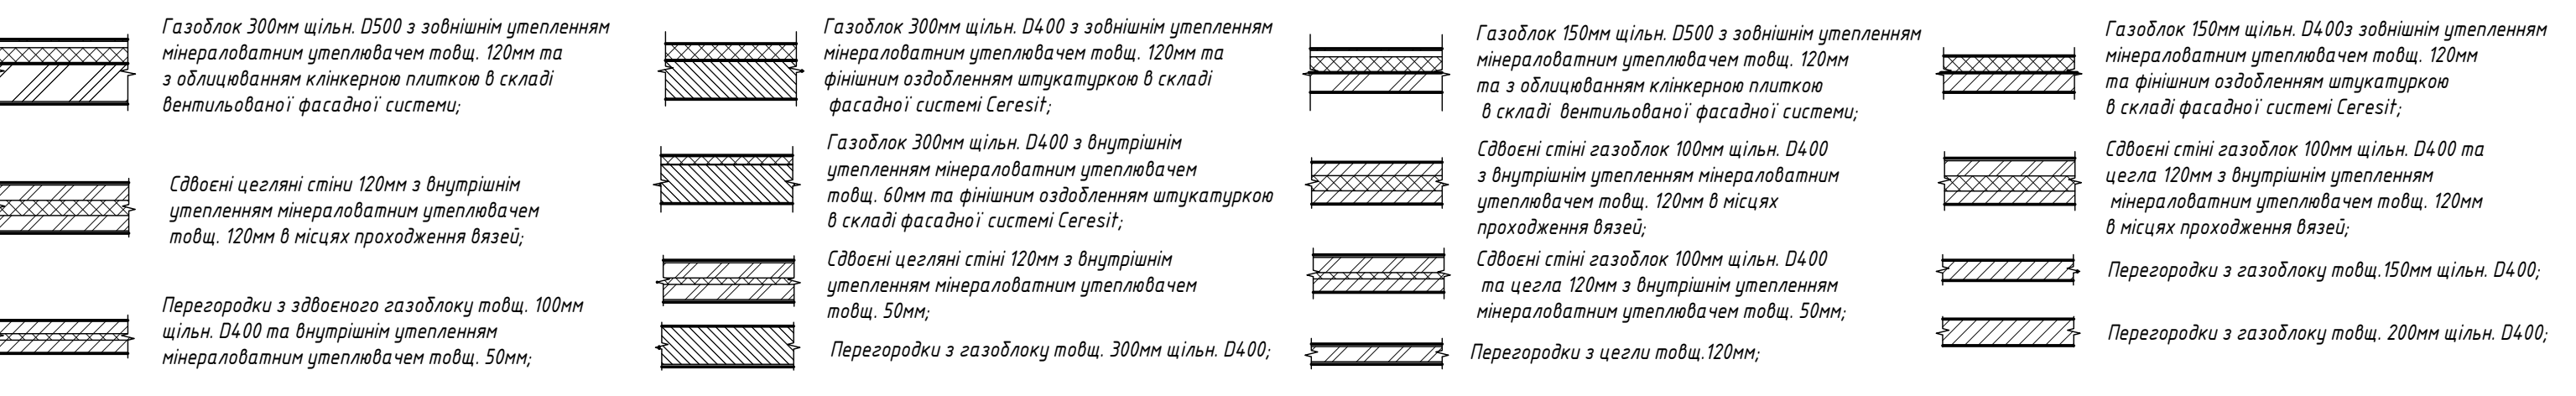 Газоблок 300мм щільн. D500 з зовнішнім утепленням
мінераловатним утеплювачем товщ. 120мм та
з облицюванням клінкерною плиткою в складі
вентильованої фасадної системи;
Сдвоєні цегляні стіни 120мм з внутрішнім
утепленням мінераловатним утеплювачем
товщ. 120мм в місцях проходження вязей;
Перегородки з здвоєного газоблоку товщ. 100мм
щільн. D400 та внутрішнім утепленням
мінераловатним утеплювачем товщ. 50мм;
Газоблок 300мм щільн. D400 з зовнішнім утепленням
мінераловатним утеплювачем товщ. 120мм та
фінішним оздобленням штукатуркою в складі
фасадної системі Ceresit;
Газоблок 300мм щільн. D400 з внутрішнім
утепленням мінераловатним утеплювачем
товщ. 60мм та фінішним оздобленням штукатуркою
в складі фасадної системі Ceresit;
Сдвоєні цегляні стіні 120мм з внутрішнім
утепленням мінераловатним утеплювачем
товщ. 50мм;
Перегородки з газоблоку товщ. 300мм щільн. D400;
Газоблок 150мм щільн. D500 з зовнішнім утепленням
мінераловатним утеплювачем товщ. 120мм
та з облицюванням клінкерною плиткою
в складі вентильованої фасадної системи;
Сдвоєні стіні газоблок 100мм щільн. D400
з внутрішнім утепленням мінераловатним
утеплювачем товщ. 120мм в місцях
проходження вязей;
Сдвоєні стіні газоблок 100мм щільн. D400
та цегла 120мм з внутрішнім утепленням
мінераловатним утеплювачем товщ. 50мм;
Перегородки з цегли товщ.120мм;
Газоблок 150мм щільн. D400з зовнішнім утепленням
мінераловатним утеплювачем товщ. 120мм
та фінішним оздобленням штукатуркою
в складі фасадної системі Ceresit;
Сдвоєні стіні газоблок 100мм щільн. D400 та
цегла 120мм з внутрішнім утепленням
мінераловатним утеплювачем товщ. 120мм
в місцях проходження вязей;
Перегородки з газоблоку товщ.150мм щільн. D400;
Перегородки з газоблоку товщ. 200мм щільн. D400;